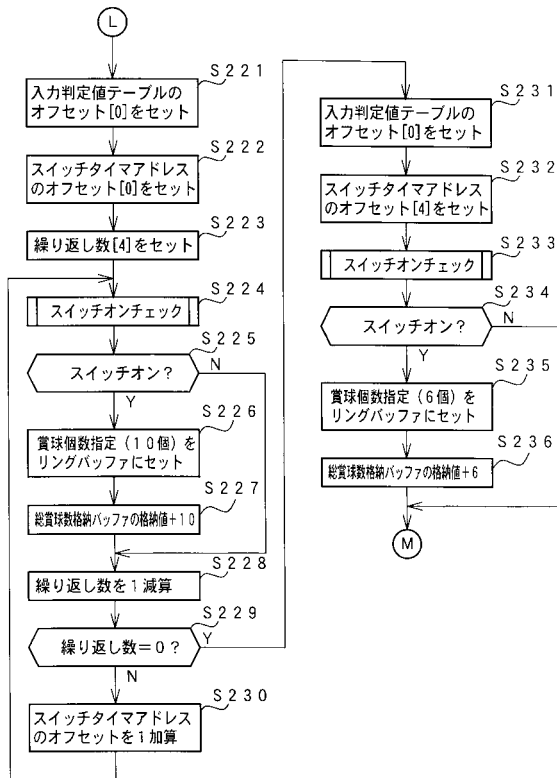 L
S221
入力判定値テーブルの
オフセット[0]をセット
S222
スイッチタイマアドレス
のオフセット[0]をセット
S223
繰り返し数[4]をセット
S224
スイッチオンチェック
S225
スイッチオン?
N
Y
S226
賞球個数指定(10個)を
リングバッファにセット
S227
総賞球数格納バッファの格納値+10
S228
繰り返し数を1減算
S229
繰り返し数=0?
Y
N
S230
スイッチタイマアドレス
のオフセットを1加算
S231
入力判定値テーブルの
オフセット[0]をセット
S232
スイッチタイマアドレス
のオフセット[4]をセット
S233
スイッチオンチェック
S234
スイッチオン?
N
Y
S235
賞球個数指定(6個)を
リングバッファにセット
S236
総賞球数格納バッファの格納値+6
M